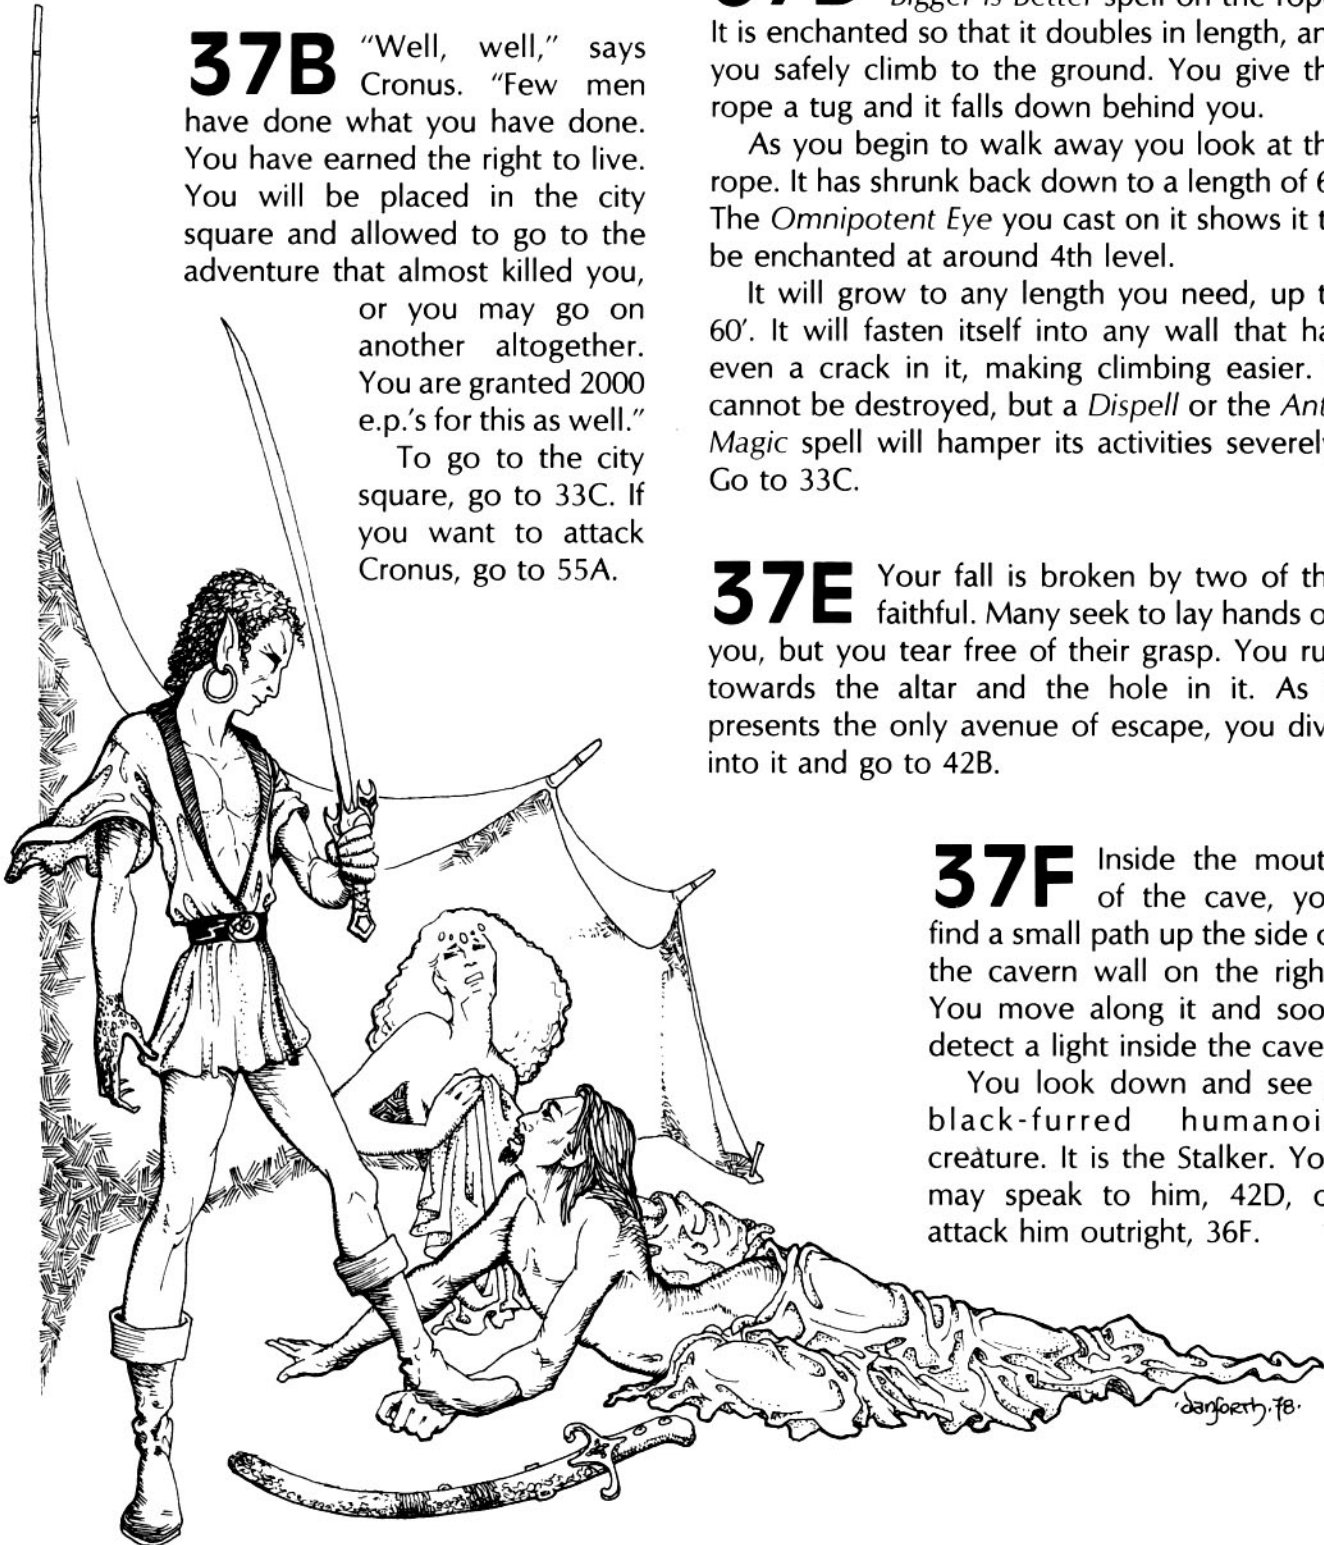 37B "Well, well," says
Cronus. "Few men
have done what you have done.
You have earned the right to live.
You will be placed in the city
square and allowed to go to the
adventure that almost killed you,
or you may go on
another altogether.
You are granted 2000
e.p.'s for this as well."
To go to the city
square, go to 33C. If
you want to attack
Cronus, go to 55A.
37D Bigger is Better spell on the rope
It is enchanted so that it doubles in length, an
you safely climb to the ground. You give th
rope a tug and it falls down behind you.
As you begin to walk away you look at th
rope. It has shrunk back down to a length of 6
The Omnipotent Eye you cast on it shows it t
be enchanted at around 4th level.
It will grow to any length you need, up t
60'. It will fasten itself into any wall that ha
even a crack in it, making climbing easier.
cannot be destroyed, but a Dispell or the Ant
Magic spell will hamper its activities severel
Go to 33C.
37E Your fall is broken by two of th
faithful. Many seek to lay hands o
you, but you tear free of their grasp. You ru
towards the altar and the hole in it. As
presents the only avenue of escape, you div
into it and go to 42B.
37F Inside the mout
of the cave, yo
find a small path up the side o
the cavern wall on the righ
You move along it and soo
detect a light inside the cave
You look down and see
black-furred humanoi
creature. It is the Stalker. Yo
may speak to him, 42D, o
attack him outright, 36F.
danforth.78.